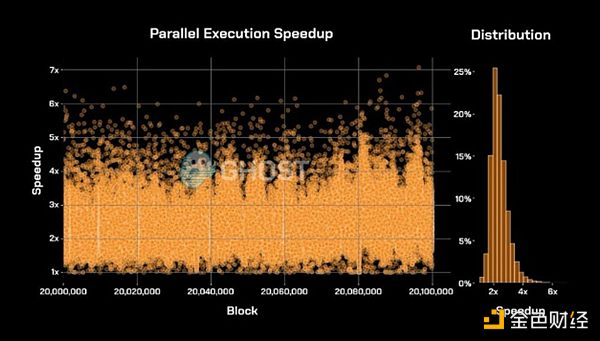 Parallel Execution Speedup
Distribution
7x
6x
5x
4x
3x
2x
1x
Speedup
GHOST
20,000,000
20,020,000
20,040,000
20,060,000
20,080,000
20,100,000
Block
25%
20%
15%
10%
5%
0%
2x
4x
6x
Speedup
金色财经